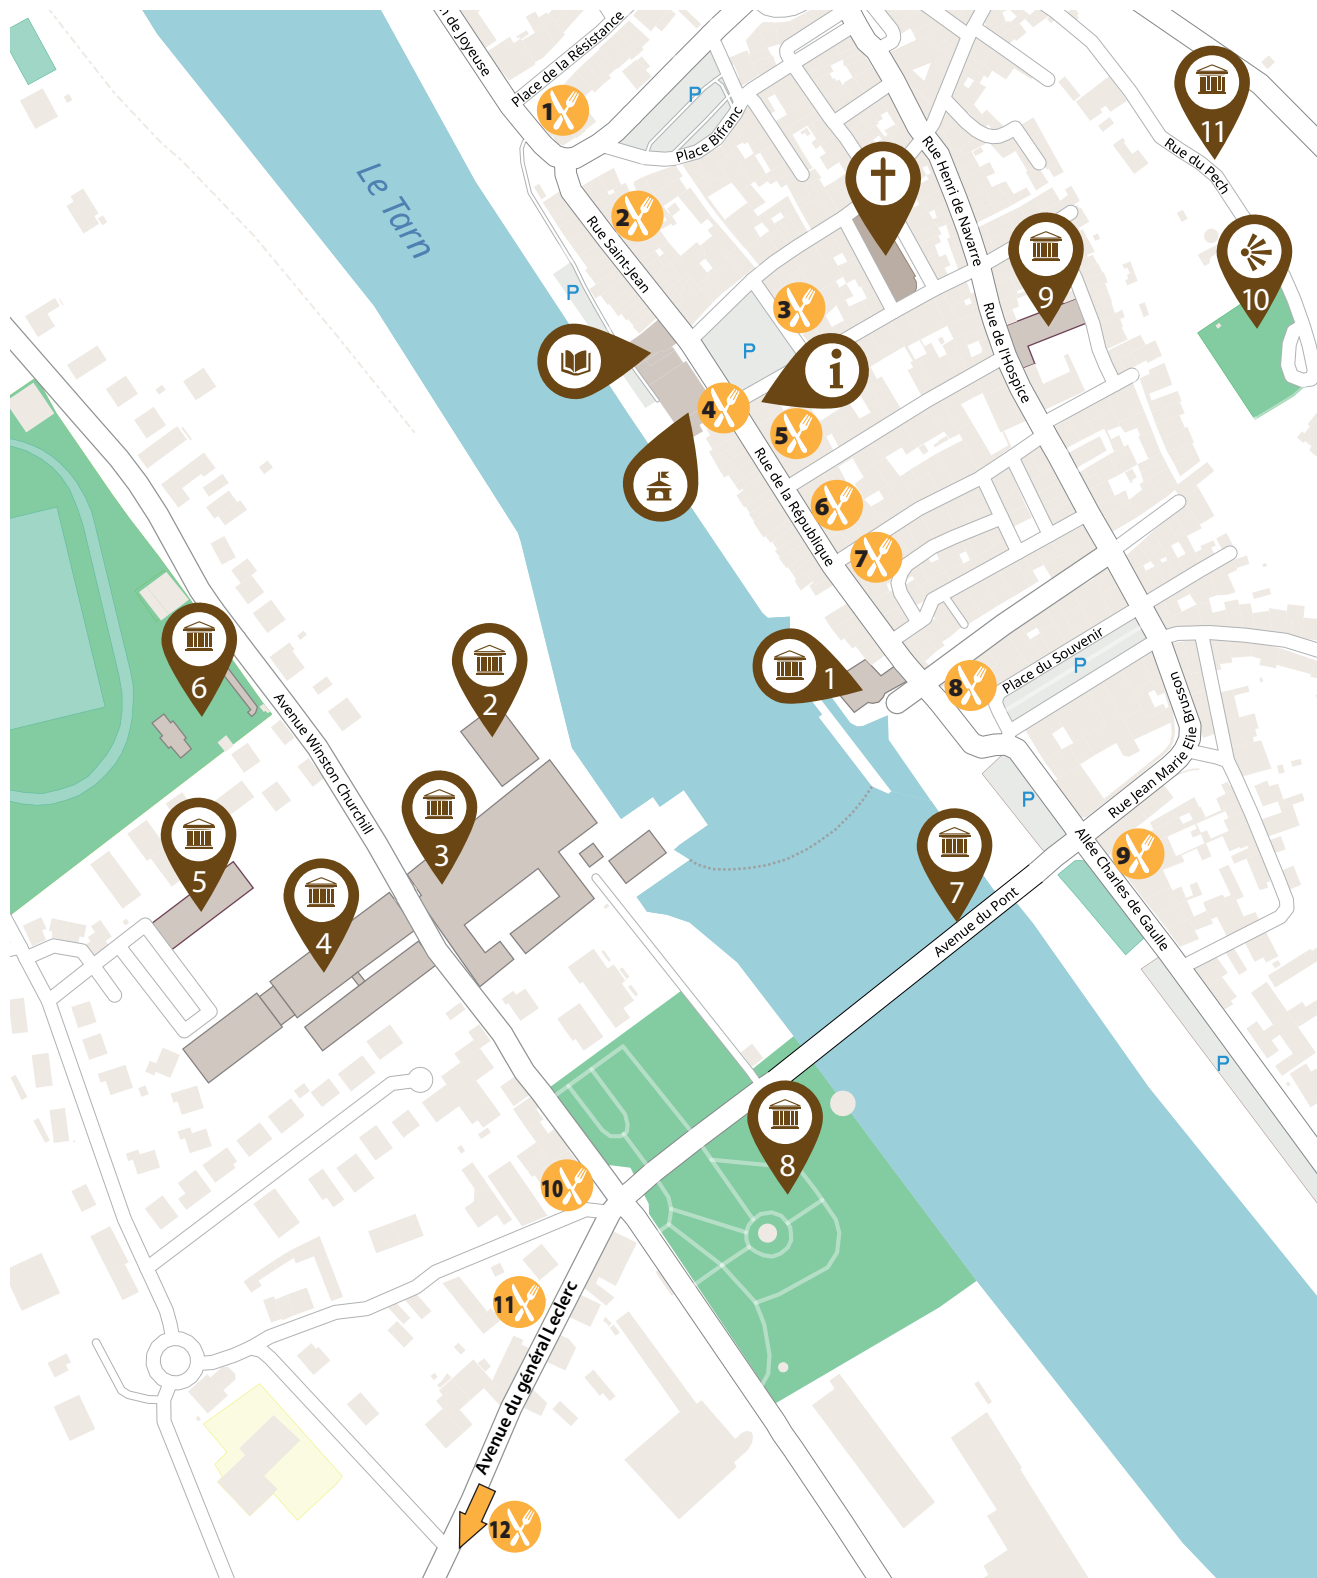 n de Joyeuse
Place de la Résistance
1
P
Place Bifranc
11
Rue du Pech
Rue Henri de Navarre
Le Tarn
2
Rue Saint-Jean
P
3
9
10
Rue de l'Hospice
P
i
4
5
Rue de la République
6
7
6
2
1
Place du Souvenir
P
8
Avenue Winston Churchill
Rue Jean Marie Elie Brusson
P
3
5
4
7
9
Allée Charles de Gaulle
Avenue du Pont
P
8
10
11
Avenue du général Leclerc
12